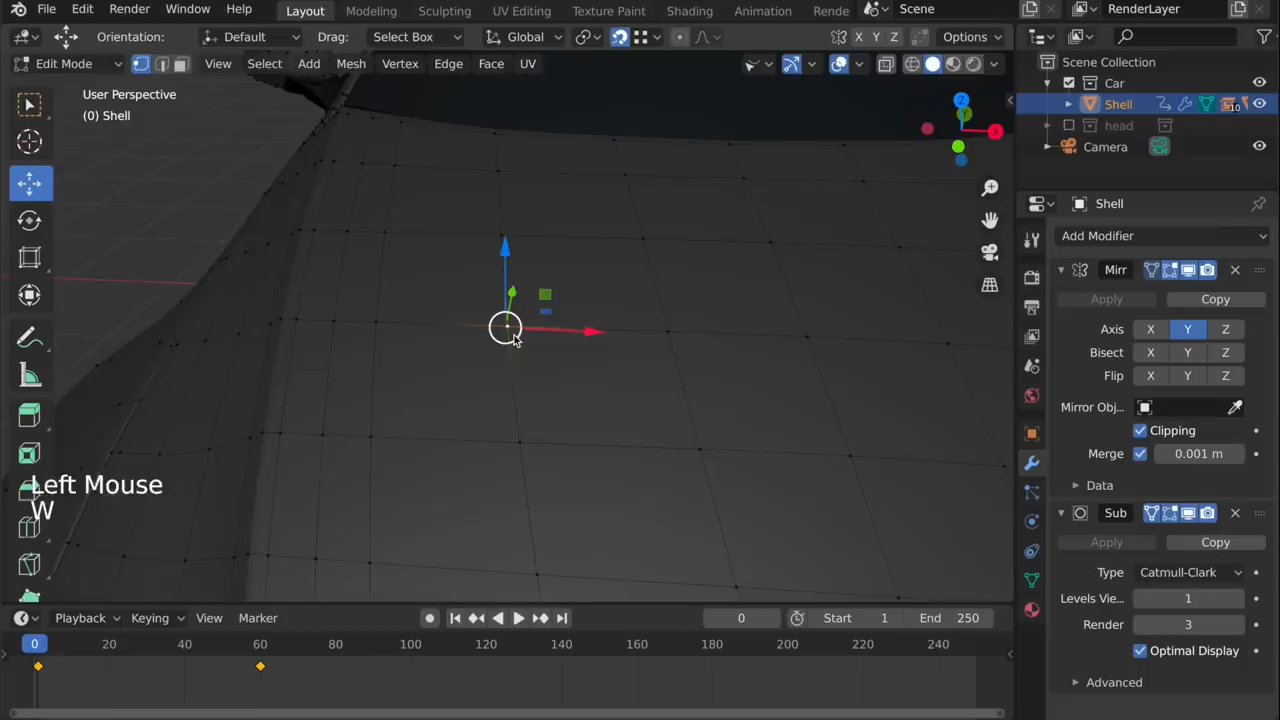 File Edit Render Window Help Layout Modeling Sculpting UV Editing Texture Paint Shading Animation Rende Scene RenderLayer
Orientation: Default Drag: Select Box Global X Y Z Options
Edit Mode View Select Add Mesh Vertex Edge Face UV
User Perspective
(0) Shell
Z
Y
X
Left Mouse
W
Scene Collection
Car
Shell
10
head
Camera
Shell
Add Modifier
Mirr
Apply Copy
Axis X Y Z
Bisect X Y Z
Flip X Y Z
Mirror Obj...
Clipping
Merge 0.001 m
Data
Sub
Apply Copy
Type Catmull-Clark
Levels Vie... 1
Render 3
Optimal Display
Advanced
Playback Keying View Marker 0 Start 1 End 250
0 20 40 60 80 100 120 140 160 180 200 220 240